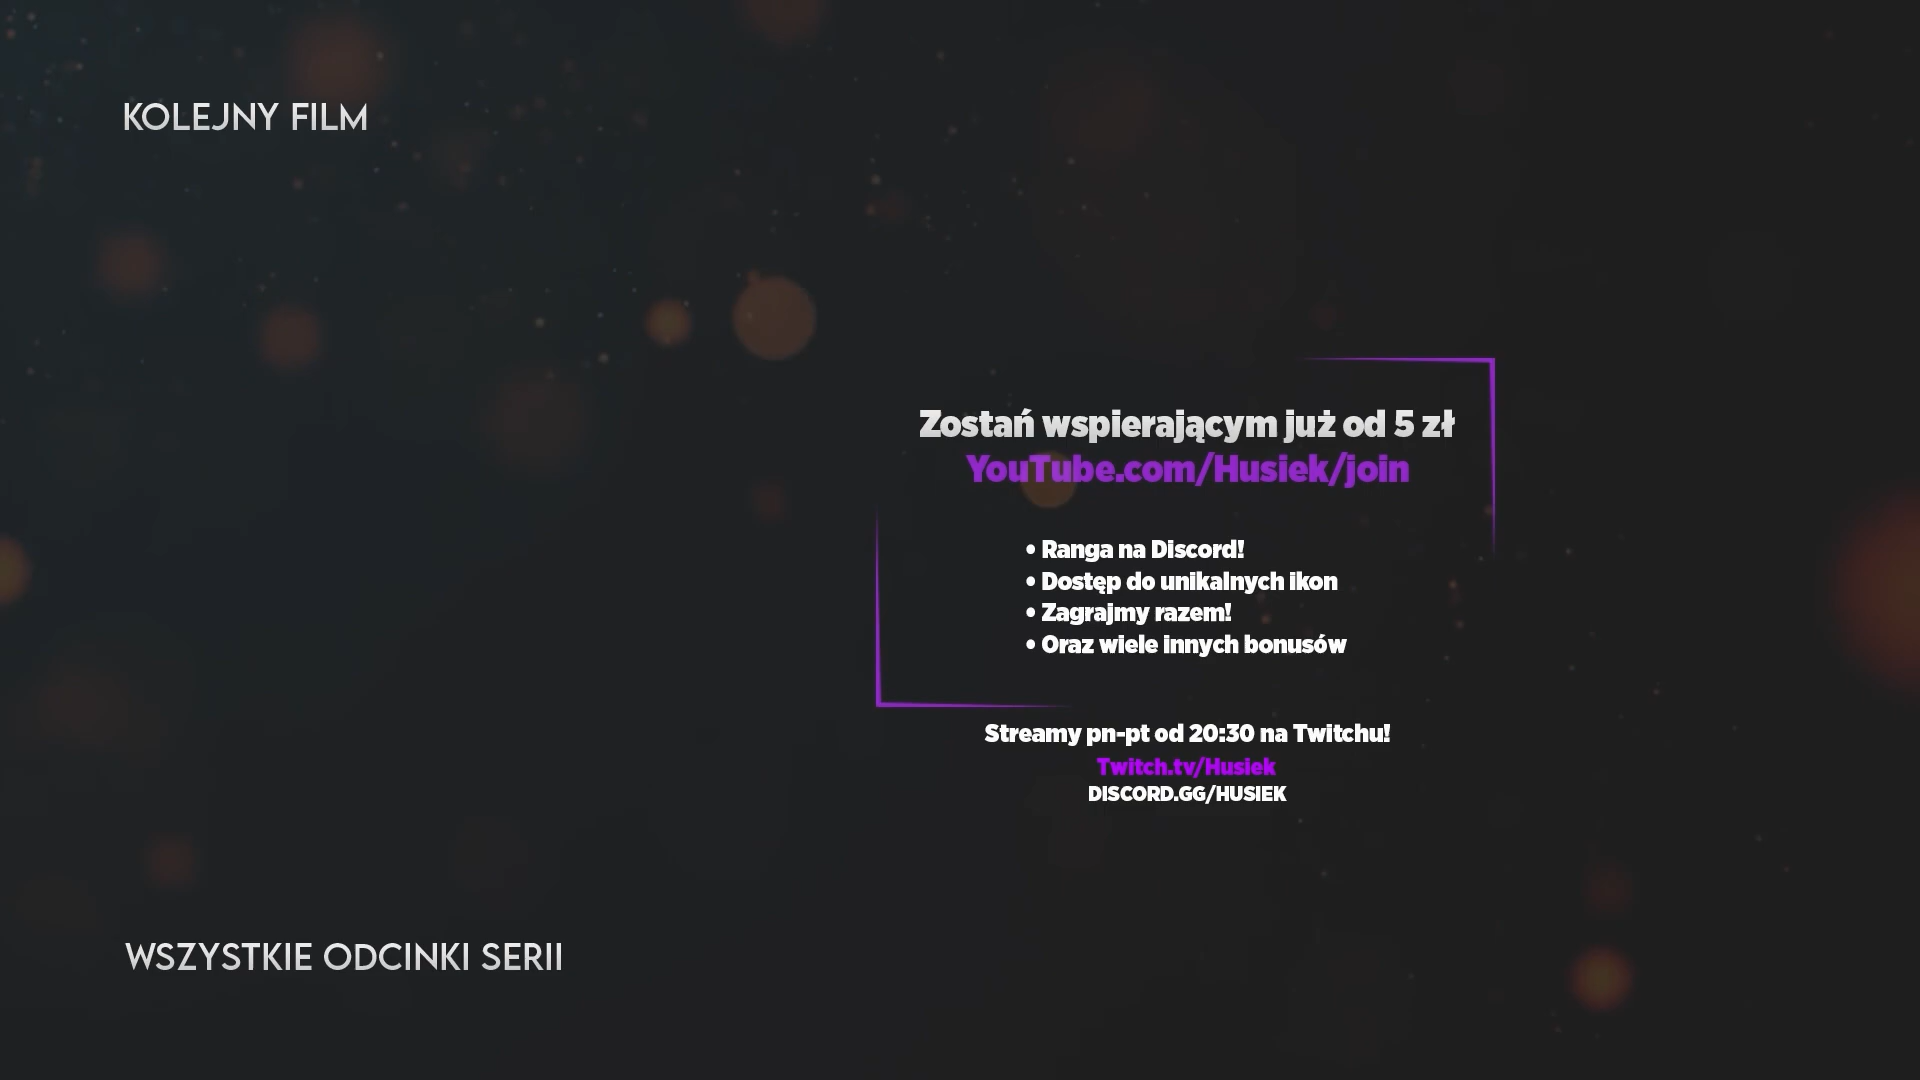 KOLEJNY FILM
Zostań wspierającym już od 5 zł
YouTube.com/Husiek/join
• Ranga na Discord!
• Dostęp do unikalnych ikon
• Zagrajmy razem!
• Oraz wiele innych bonusów
Streamy pn-pt od 20:30 na Twitchu!
Twitch.tv/Husiek
DISCORD.GG/HUSIEK
WSZYSTKIE ODCINKI SERII